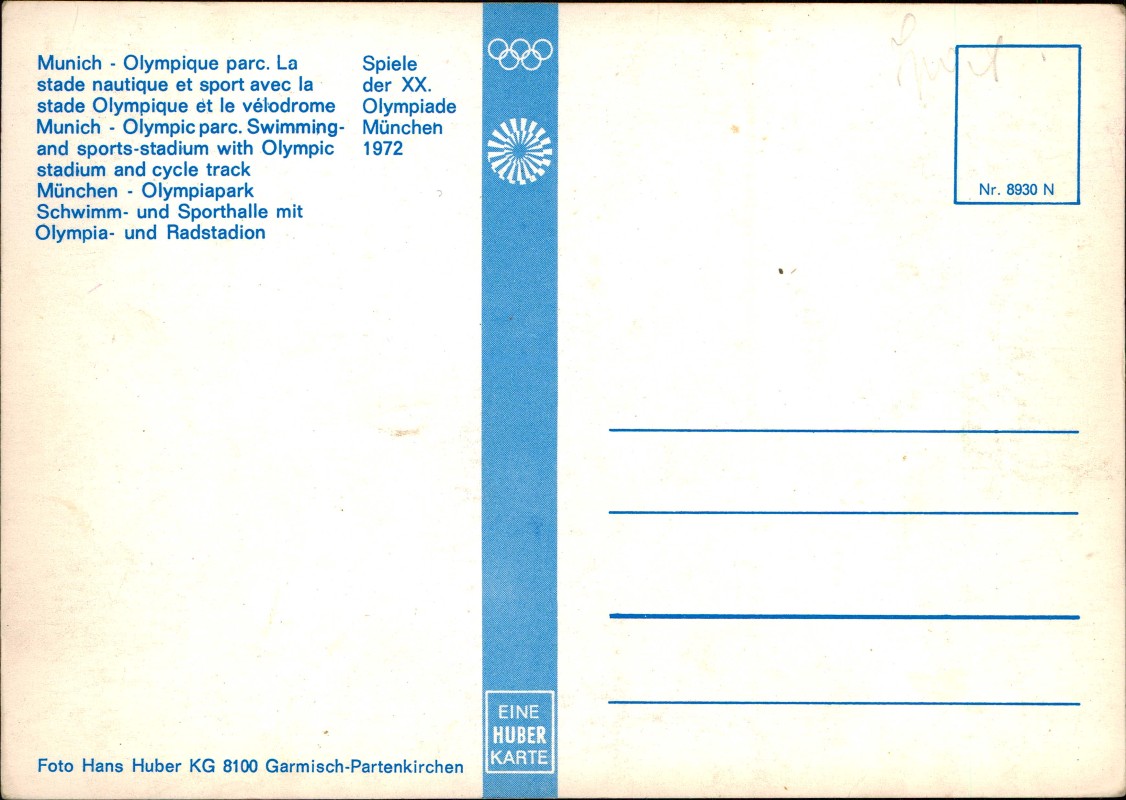 Munich - Olympique parc. La
stade nautique et sport avec la
stade Olympique et le vélodrome
Munich - Olympic parc. Swimming-
and sports-stadium with Olympic
stadium and cycle track
München - Olympiapark
Schwimm- und Sporthalle mit
Olympia- und Radstadion
Spiele
der XX.
Olympiade
München
1972
Foto Hans Huber KG 8100 Garmisch-Partenkirchen
EINE
HUBER
KARTE
Nr. 8930 N